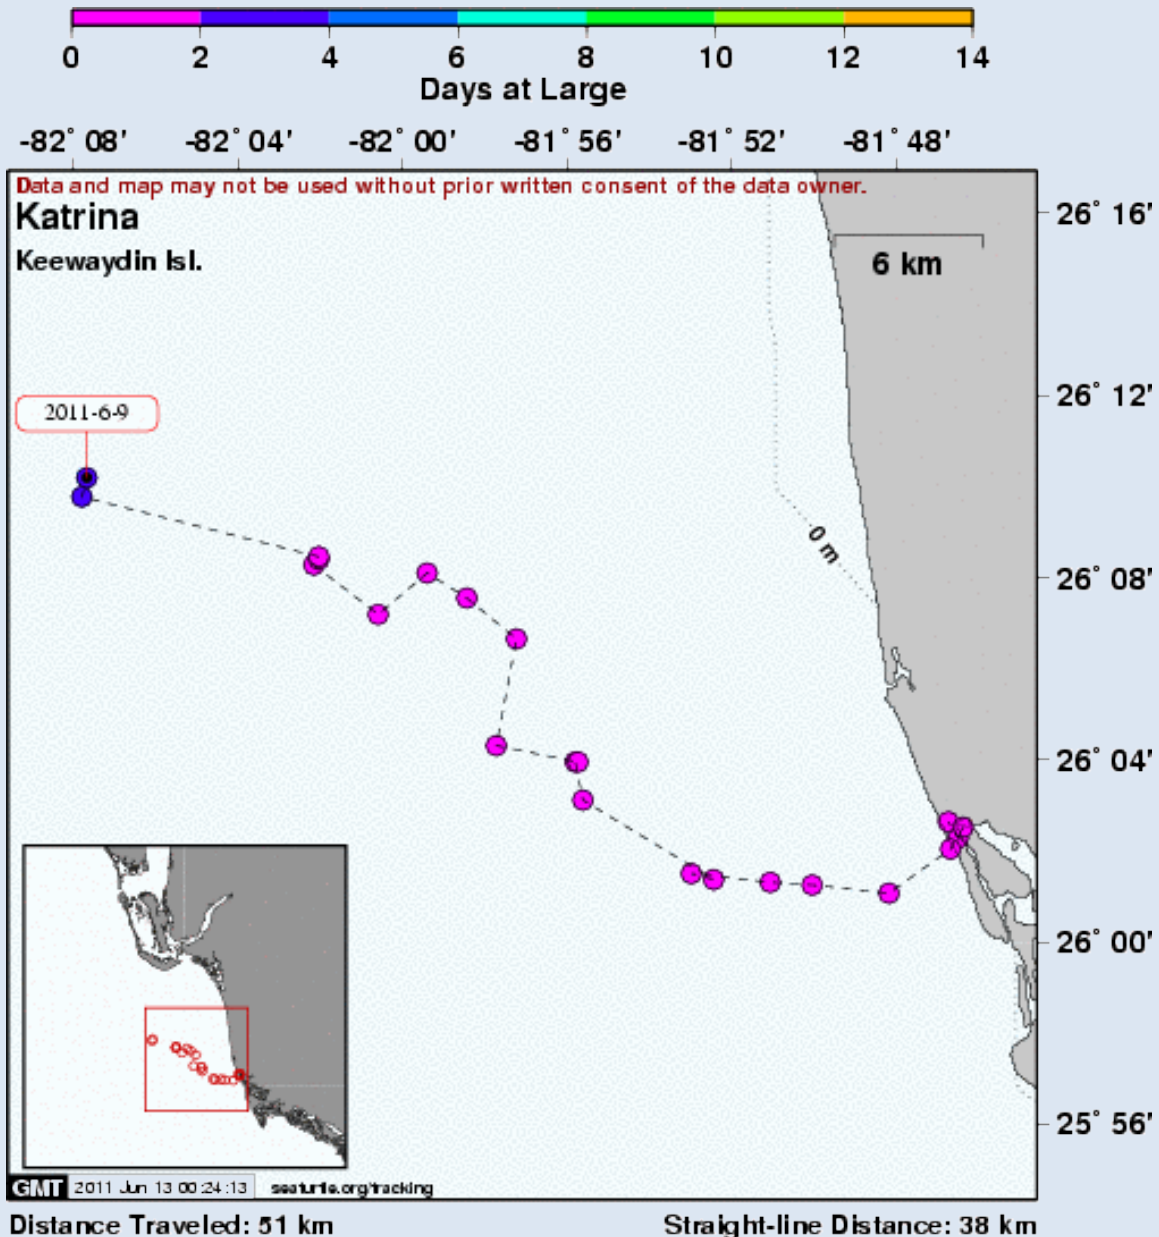 0 2 4 6 8 10 12 14
Days at Large
-82° 08' -82° 04' -82° 00' -81° 56' -81° 52' -81° 48'
Data and map may not be used without prior written consent of the data owner.
Katrina
26° 16'
Keewaydin Isl.
6 km
26° 12'
2011-6-9
0 m
26° 08'
26° 04'
26° 00'
25° 56'
GMT 2011 Jun 13 00:24:13 seaturtle.org/tracking
Distance Traveled: 51 km Straight-line Distance: 38 km